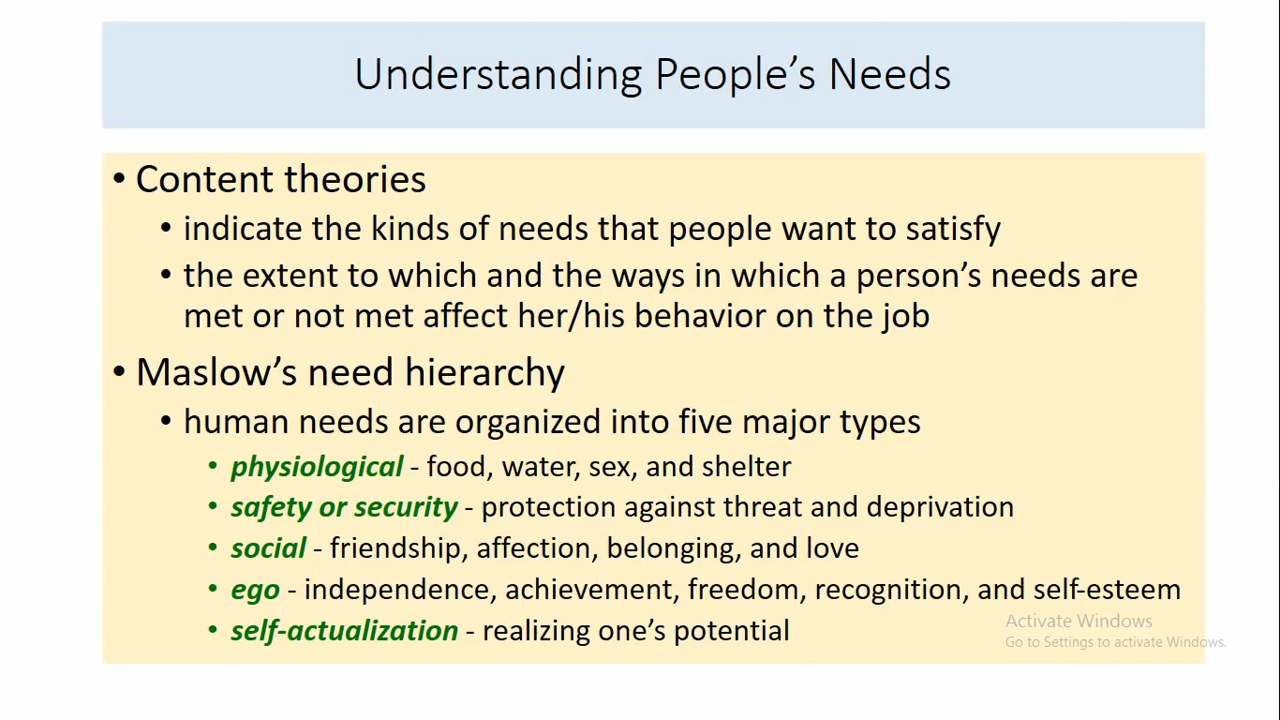 Understanding People’s Needs
• Content theories
• indicate the kinds of needs that people want to satisfy
• the extent to which and the ways in which a person’s needs are
met or not met affect her/his behavior on the job
• Maslow’s need hierarchy
• human needs are organized into five major types
• physiological - food, water, sex, and shelter
• safety or security - protection against threat and deprivation
• social - friendship, affection, belonging, and love
• ego - independence, achievement, freedom, recognition, and self-esteem
• self-actualization - realizing one’s potential
Activate Windows
Go to Settings to activate Windows.